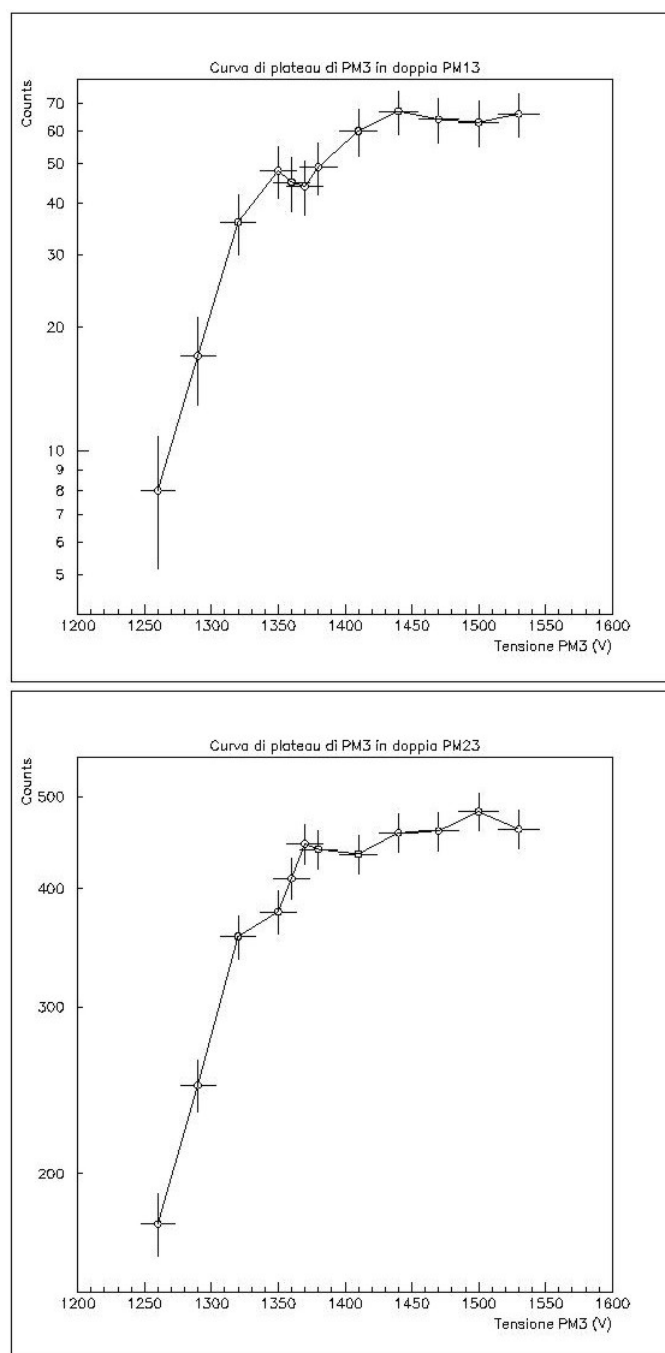 Curva di plateau di PM3 in doppia PM13
Counts
70
60
50
40
30
20
10
9
8
7
6
5
1200 1250 1300 1350 1400 1450 1500 1550 1600
Tensione PM3 (V)
Curva di plateau di PM3 in doppia PM23
Counts
500
400
300
200
1200 1250 1300 1350 1400 1450 1500 1550 1600
Tensione PM3 (V)